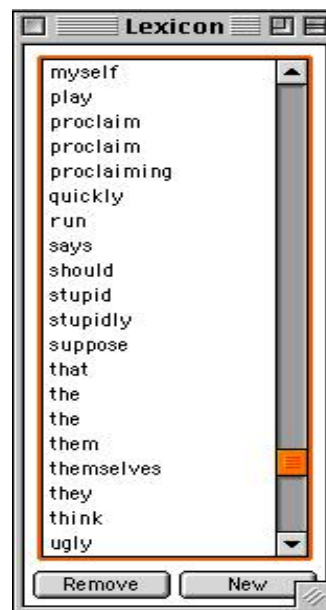 Lexicon
myself
play
proclaim
proclaim
proclaiming
quickly
run
says
should
stupid
stupidly
suppose
that
the
the
them
themselves
they
think
ugly
Remove New